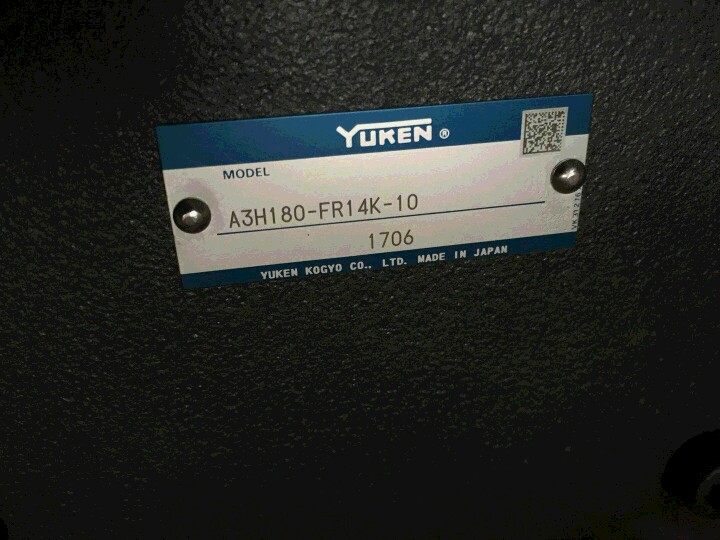 YUKEN ®
MODEL
A3H180-FR14K-10
1706
YUKEN KOGYO CO., LTD. MADE IN JAPAN